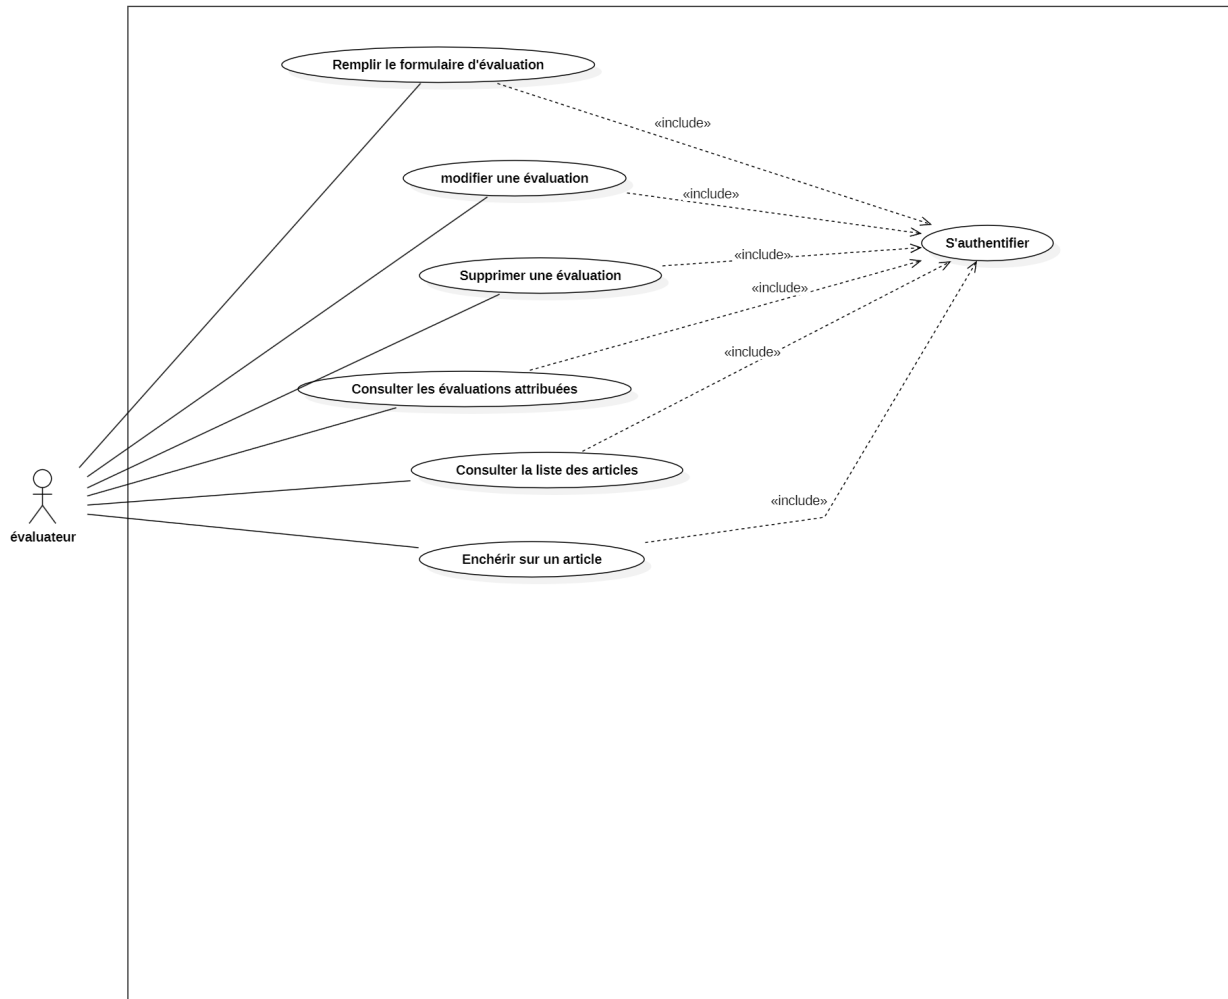 Remplir le formulaire d'évaluation
«include»
modifier une évaluation
«include»
S'authentifier
«include»
Supprimer une évaluation
«include»
«include»
Consulter les évaluations attribuées
Consulter la liste des articles
«include»
évaluateur
Enchérir sur un article